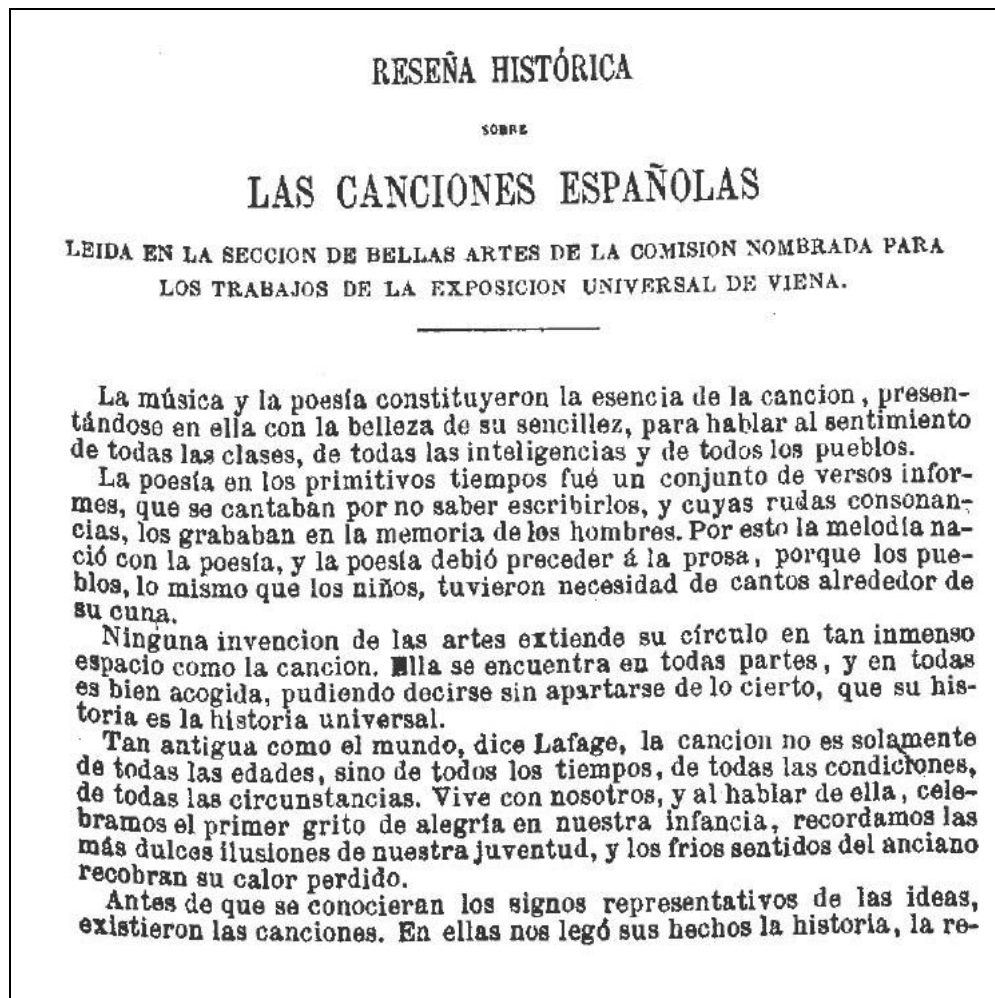 RESEÑA HISTÓRICA
SOBRE
LAS CANCIONES ESPAÑOLAS
LEIDA EN LA SECCION DE BELLAS ARTES DE LA COMISION NOMBRADA PARA
LOS TRABAJOS DE LA EXPOSICION UNIVERSAL DE VIENA.
La música y la poesía constituyeron la esencia de la cancion, presen-
tándose en ella con la belleza de su sencillez, para hablar al sentimiento
de todas las clases, de todas las inteligencias y de todos los pueblos.
La poesía en los primitivos tiempos fué un conjunto de versos infor-
mes, que se cantaban por no saber escribirlos, y cuyas rudas consonan-
cias, los grababan en la memoria de los hombres. Por esto la melodía na-
ció con la poesía, y la poesía debió preceder á la prosa, porque los pue-
blos, lo mismo que los niños, tuvieron necesidad de cantos alrededor de
su cuna.
Ninguna invencion de las artes extiende su círculo en tan inmenso
espacio como la cancion. Ella se encuentra en todas partes, y en todas
es bien acogida, pudiendo decirse sin apartarse de lo cierto, que su his-
toria es la historia universal.
Tan antigua como el mundo, dice Lafage, la cancion no es solamente
de todas las edades, sino de todos los tiempos, de todas las condiciones,
de todas las circunstancias. Vive con nosotros, y al hablar de ella, cele-
bramos el primer grito de alegría en nuestra infancia, recordamos las
más dulces ilusiones de nuestra juventud, y los frios sentidos del anciano
recobran su calor perdido.
Antes de que se conocieran los signos representativos de las ideas,
existieron las canciones. En ellas nos legó sus hechos la historia, la re-